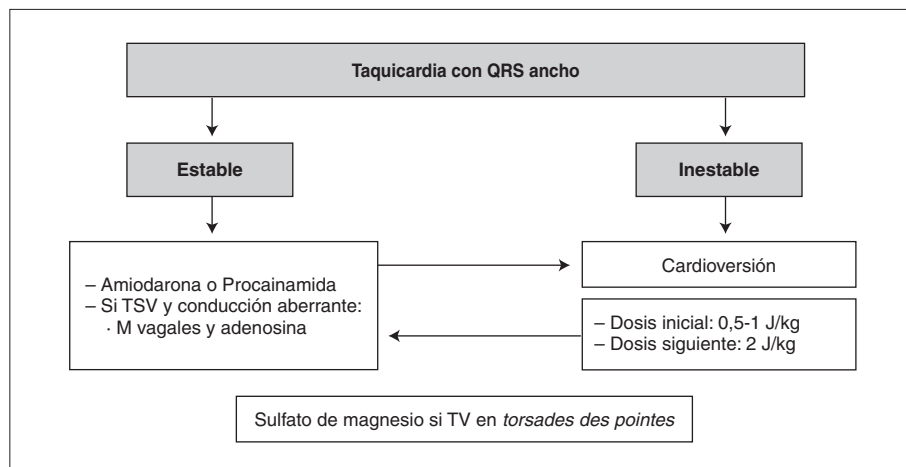 Taquicardia con QRS ancho
Estable
Inestable
– Amiodarona o Procainamida
– Si TSV y conducción aberrante:
· M vagales y adenosina
Cardioversión
– Dosis inicial: 0,5-1 J/kg
– Dosis siguiente: 2 J/kg
Sulfato de magnesio si TV en torsades des pointes